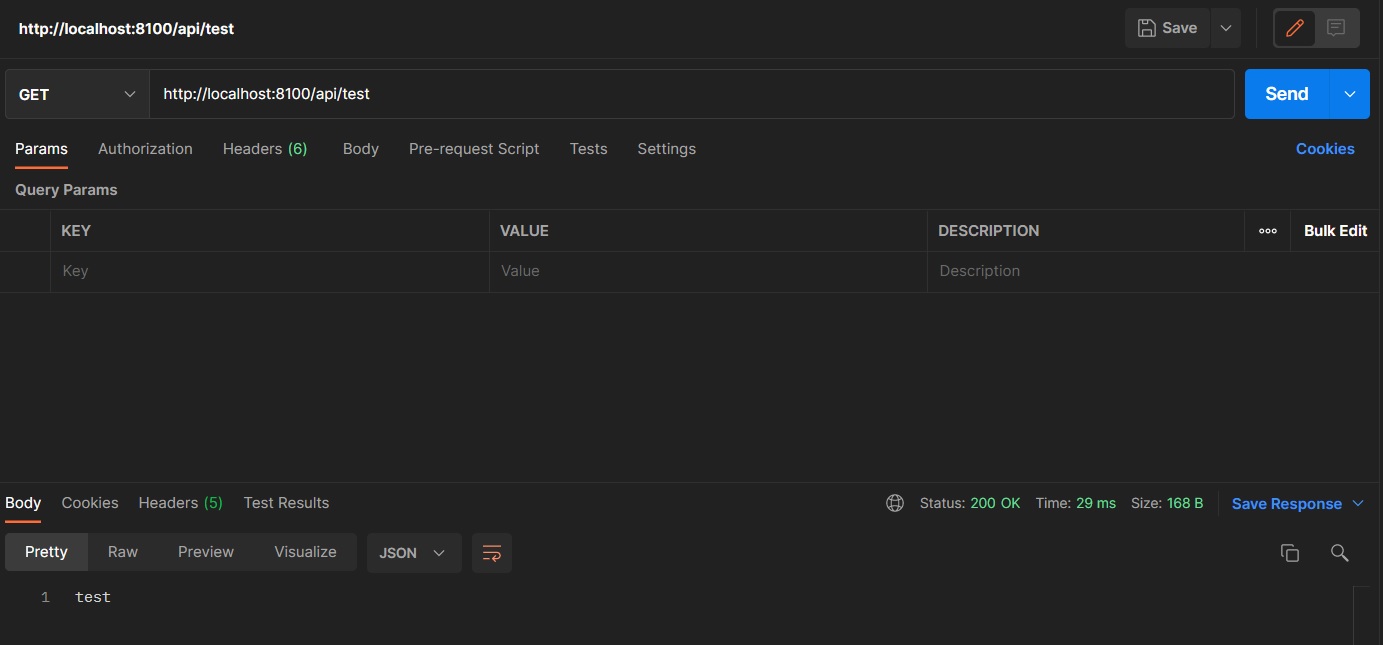 http://localhost:8100/api/test Save
GET http://localhost:8100/api/test Send
Params Authorization Headers (6) Body Pre-request Script Tests Settings Cookies
Query Params
KEY VALUE DESCRIPTION ooo Bulk Edit
Key Value Description
Body Cookies Headers (5) Test Results Status: 200 OK Time: 29 ms Size: 168 B Save Response
Pretty Raw Preview Visualize JSON
1 test